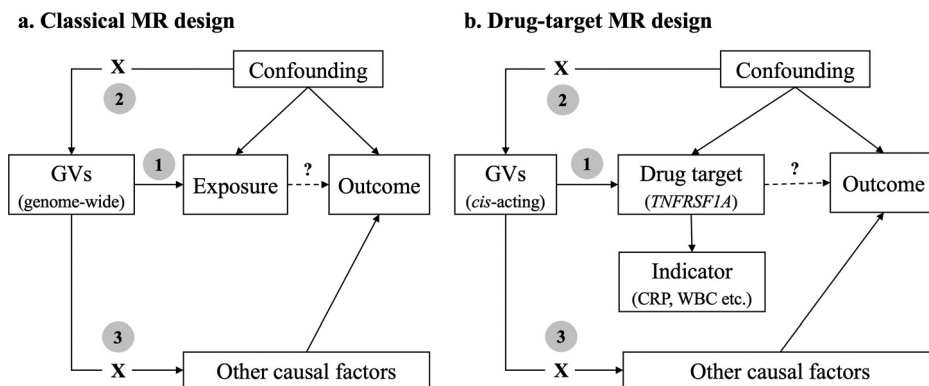 a. Classical MR design
X
Confounding
2
1
GVs
(genome-wide)
Exposure
?
Outcome
3
X
Other causal factors
b. Drug-target MR design
X
Confounding
2
1
GVs
(cis-acting)
Drug target
(TNFRSF1A)
?
Outcome
Indicator
(CRP, WBC etc.)
3
X
Other causal factors